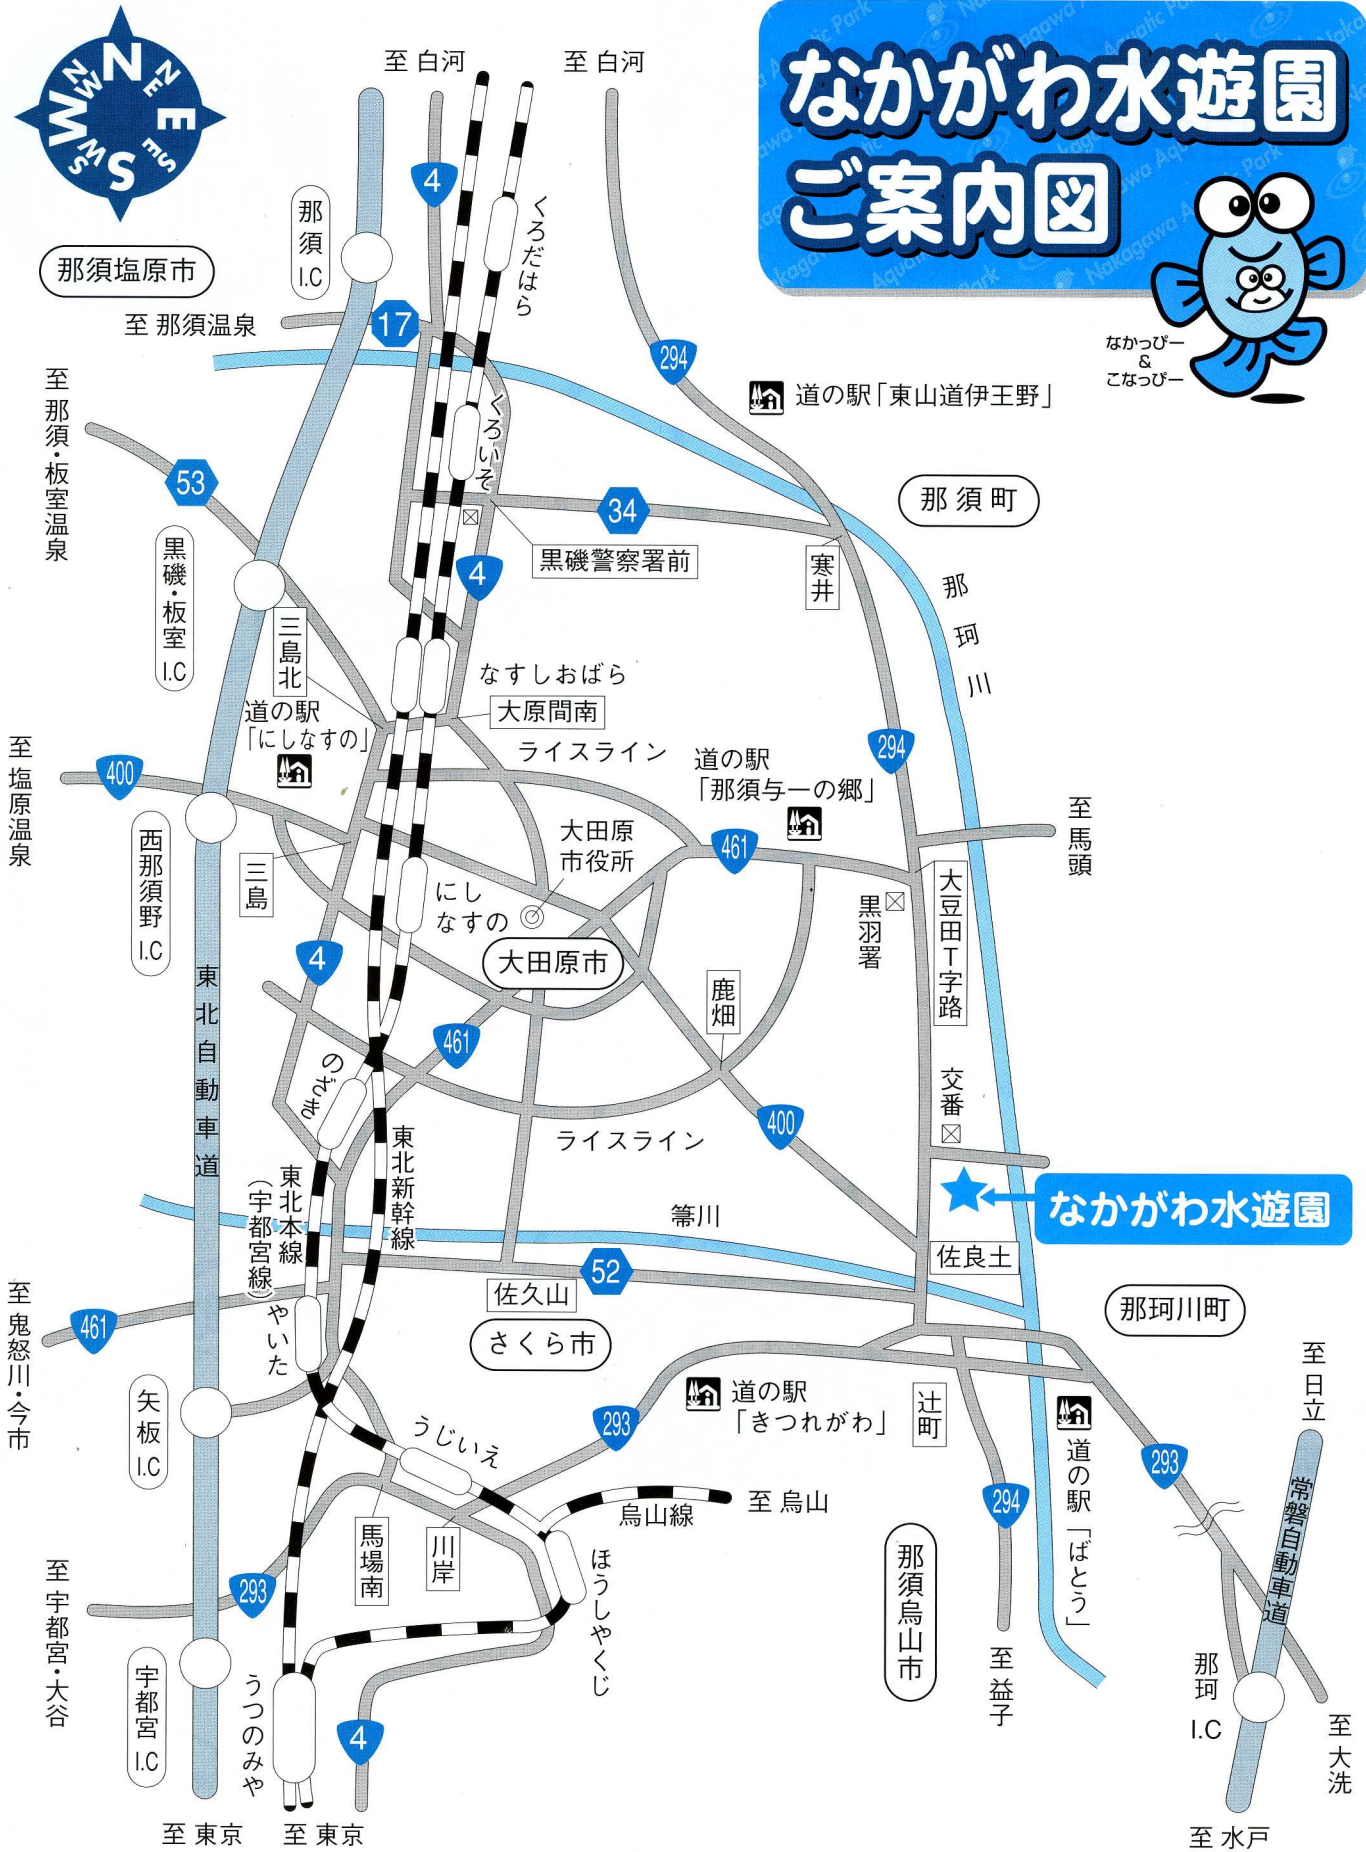 なかがわ水遊園
ご案内図
なかっぴー
&
こなっぴー
N
NE
E
SE
S
SW
W
NW
至 白河
至 白河
4
那須I.C
くろだはら
那須塩原市
至 那須温泉
17
294
道の駅「東山道伊王野」
至 那須・板室温泉
53
くろいそ
34
那須町
黒磯警察署前
4
寒井
那珂川
黒磯・板室I.C
三島北
なすしおばら
大原間南
道の駅
「にしなすの」
ライスライン
294
道の駅
「那須与一の郷」
至 塩原温泉
400
至 馬頭
大田原
市役所
461
西那須野I.C
三島
にし
なすの
大豆田T字路
黒羽署
大田原市
4
東北自動車道
鹿畑
461
のざき
交番
400
ライスライン
東北新幹線
東北本線
(宇都宮線)
なかがわ水遊園
箒川
佐良土
52
佐久山
さくら市
那珂川町
至 鬼怒川・今市
461
やいた
至 日立
矢板I.C
道の駅
「きつれがわ」
辻町
293
うじいえ
道の駅「ばとう」
293
294
烏山線
至 烏山
常磐自動車道
馬場南
川岸
那須烏山市
ほうしゃくじ
至 宇都宮・大谷
293
至 益子
那珂I.C
宇都宮I.C
うつのみや
4
至 大洗
至 東京
至 東京
至 水戸
Nakagawa Aquatic Park